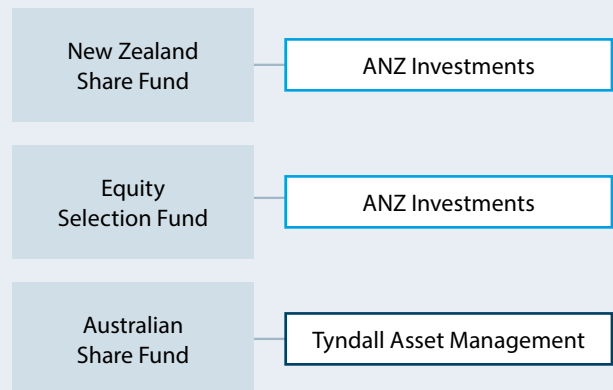 New Zealand
Share Fund
ANZ Investments
Equity
Selection Fund
ANZ Investments
Australian
Share Fund
Tyndall Asset Management